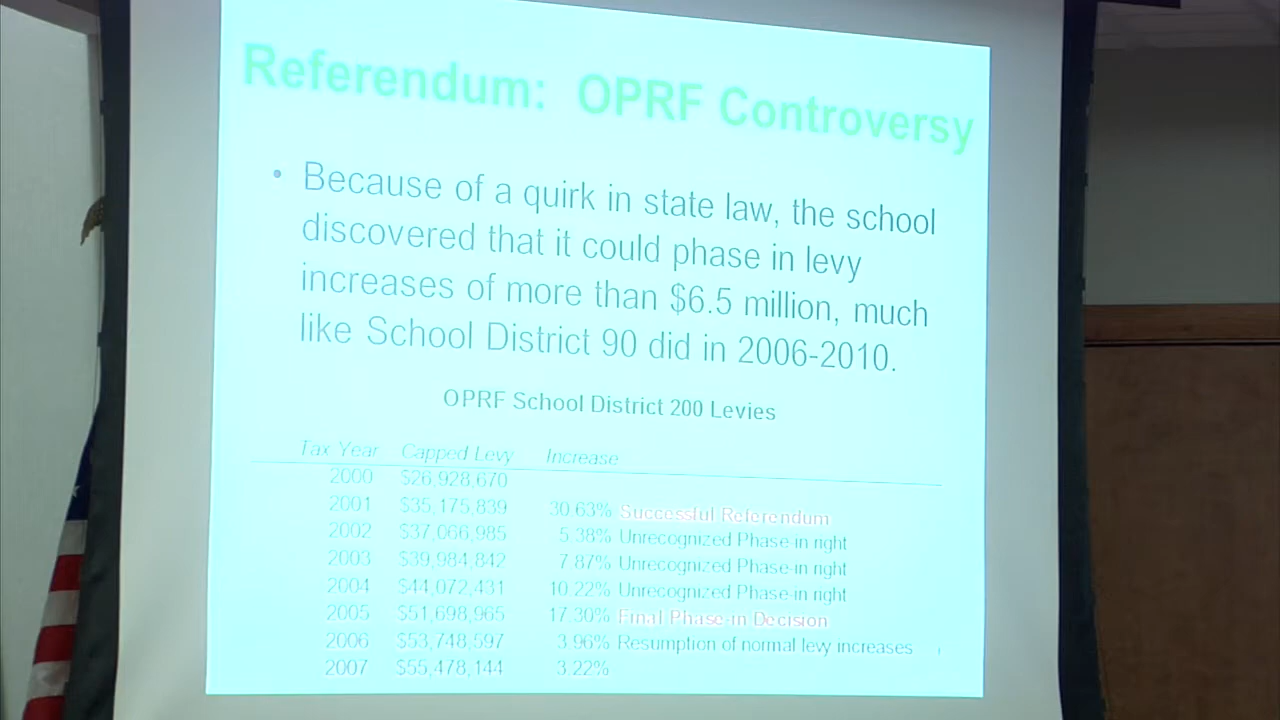 Referendum: OPRF Controversy
• Because of a quirk in state law, the school
discovered that it could phase in levy
increases of more than $6.5 million, much
like School District 90 did in 2006-2010.
OPRF School District 200 Levies
Tax Year Capped Levy Increase
2000 $26,928,670
2001 $35,175,839 30.63% Successful Referendum
2002 $37,066,985 5.38% Unrecognized Phase-in right
2003 $39,984,842 7.87% Unrecognized Phase-in right
2004 $44,072,431 10.22% Unrecognized Phase-in right
2005 $51,698,965 17.30% Final Phase-in Decision
2006 $53,748,597 3.96% Resumption of normal levy increases
2007 $55,478,144 3.22%